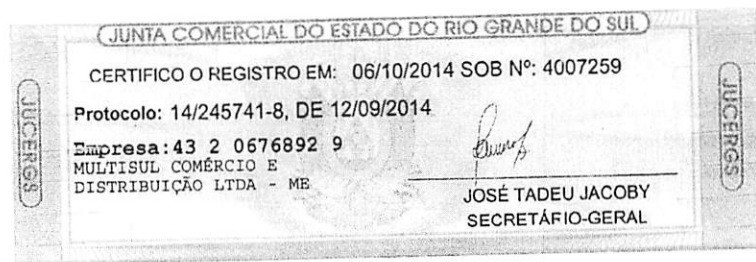 JUNTA COMERCIAL DO ESTADO DO RIO GRANDE DO SUL
CERTIFICO O REGISTRO EM: 06/10/2014 SOB Nº: 4007259
Protocolo: 14/245741-8, DE 12/09/2014
Empresa:43 2 0676892 9
MULTISUL COMÉRCIO E
DISTRIBUIÇÃO LTDA - ME
JOSÉ TADEU JACOBY
SECRETÁRIO-GERAL
JUCERGS
JUCERGS